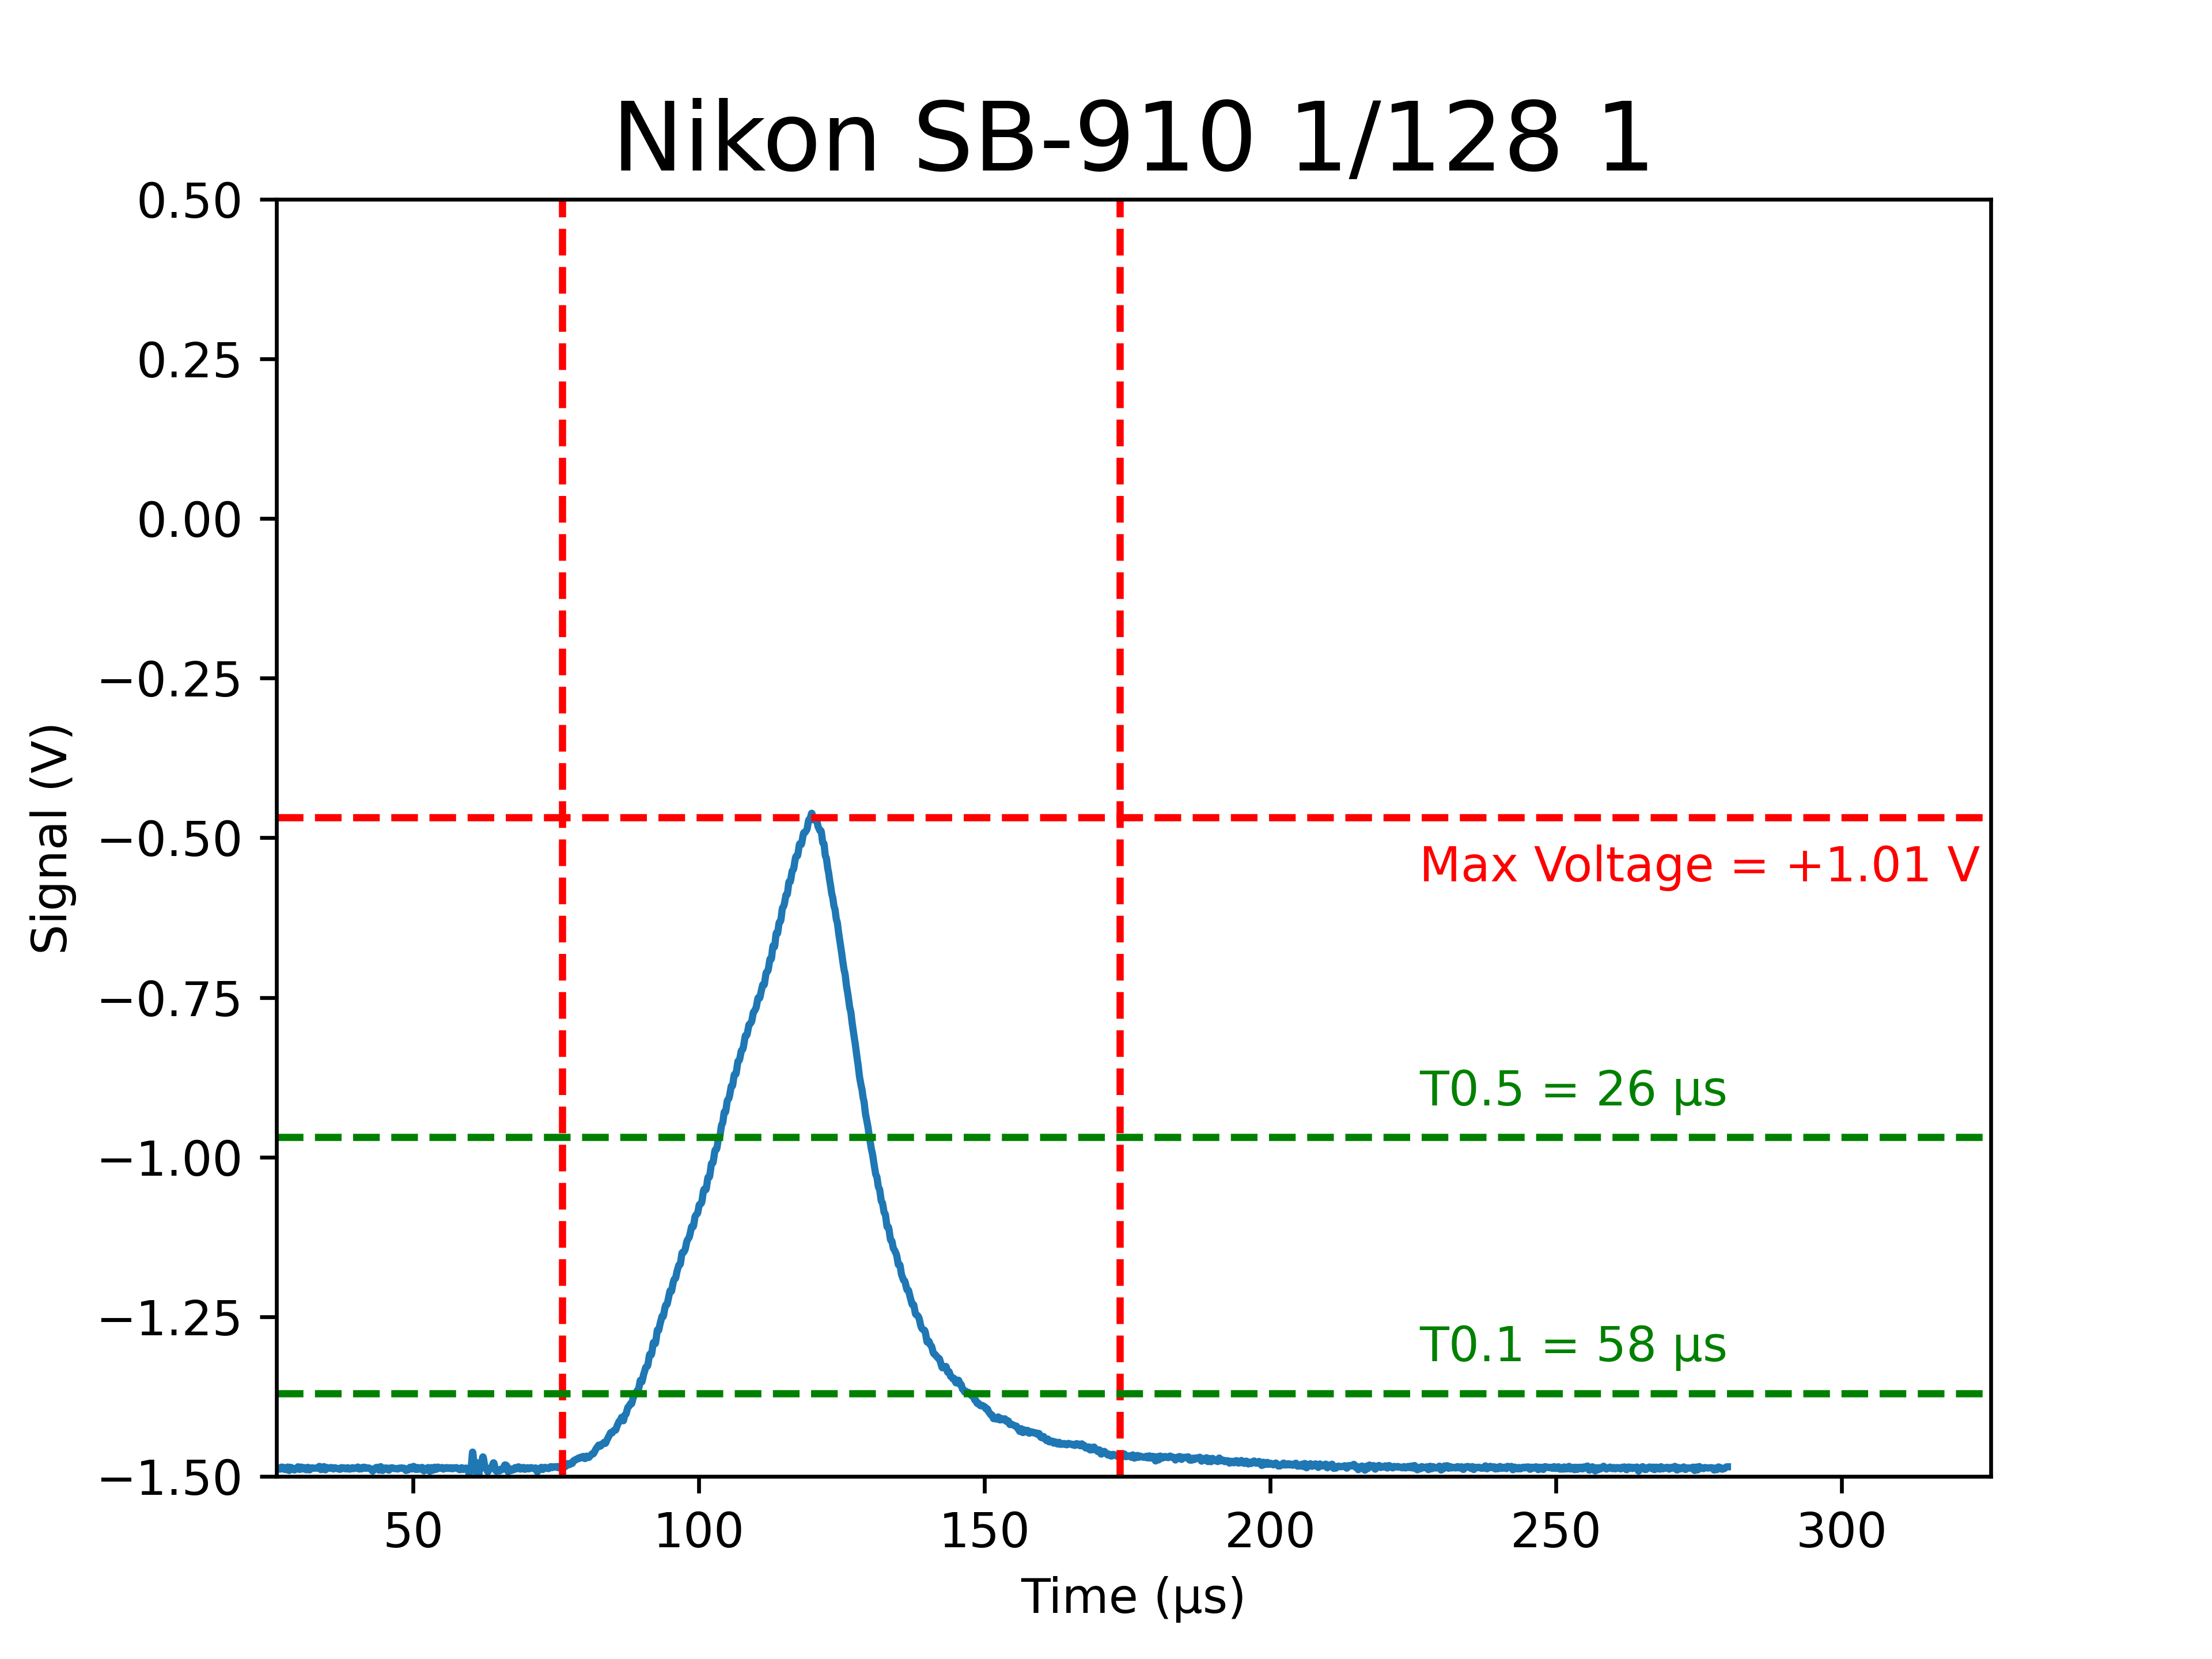 Nikon SB-910 1/128 1
0.50
0.25
0.00
−0.25
−0.50
−0.75
−1.00
−1.25
−1.50
Signal (V)
Max Voltage = +1.01 V
T0.5 = 26 µs
T0.1 = 58 µs
50 100 150 200 250 300
Time (µs)